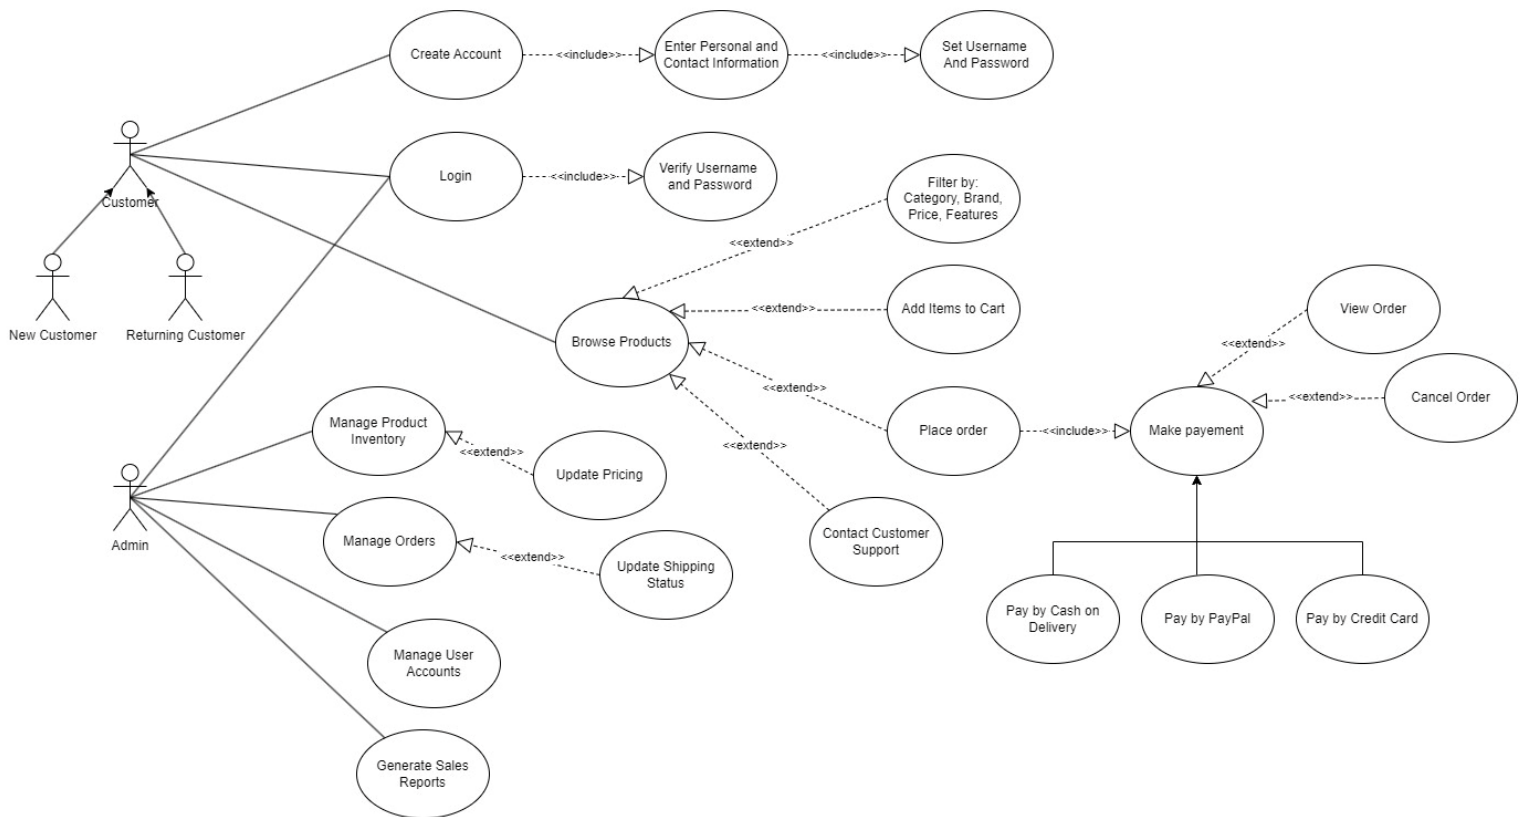 Create Account
<<include>>
Enter Personal and
Contact Information
<<include>>
Set Username
And Password
Customer
Login
<<include>>
Verify Username
and Password
Filter by:
Category, Brand,
Price, Features
<<extend>>
New Customer
Returning Customer
Browse Products
<<extend>>
Add Items to Cart
View Order
<<extend>>
<<extend>>
Cancel Order
<<extend>>
Place order
<<include>>
Make payement
Manage Product
Inventory
<<extend>>
Update Pricing
<<extend>>
Contact Customer
Support
Admin
Manage Orders
<<extend>>
Update Shipping
Status
Pay by Cash on
Delivery
Pay by PayPal
Pay by Credit Card
Manage User
Accounts
Generate Sales
Reports